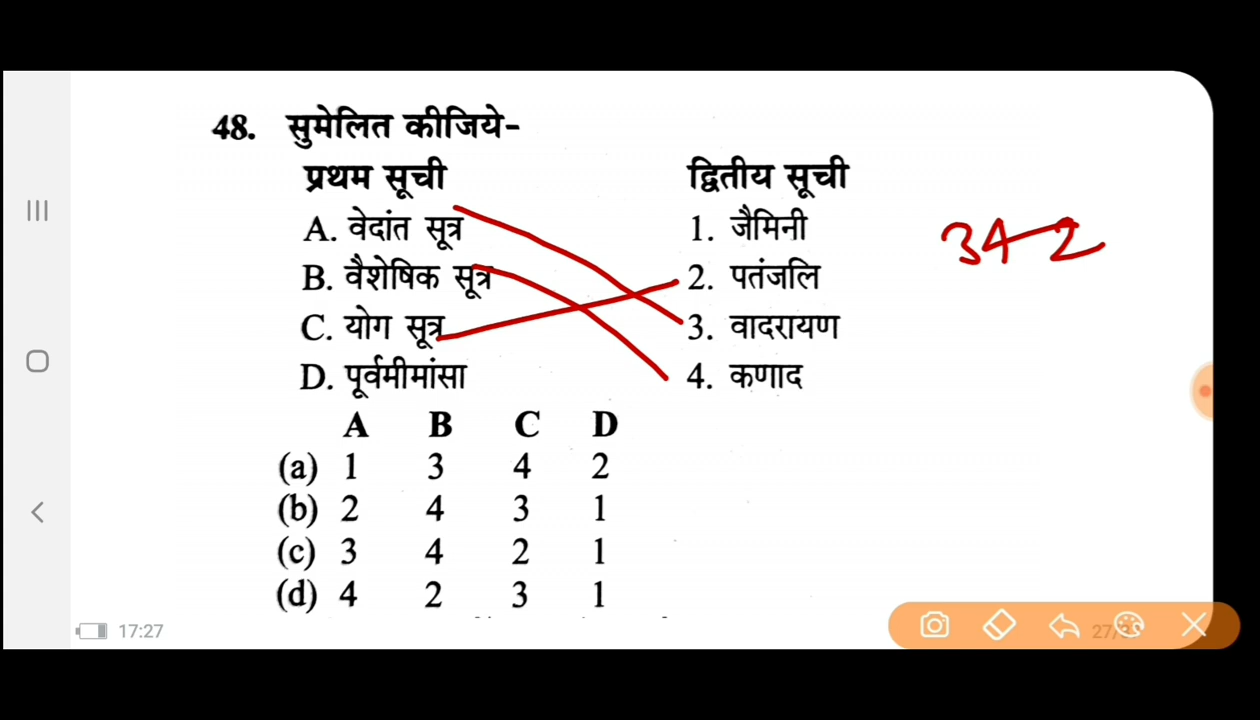 48. सुमेलित कीजिये-
प्रथम सूची द्वितीय सूची
A. वेदांत सूत्र 1. जैमिनी
B. वैशेषिक सूत्र 2. पतंजलि
C. योग सूत्र 3. वादरायण
D. पूर्वमीमांसा 4. कणाद
342
A B C D
(a) 1 3 4 2
(b) 2 4 3 1
(c) 3 4 2 1
(d) 4 2 3 1
17:27